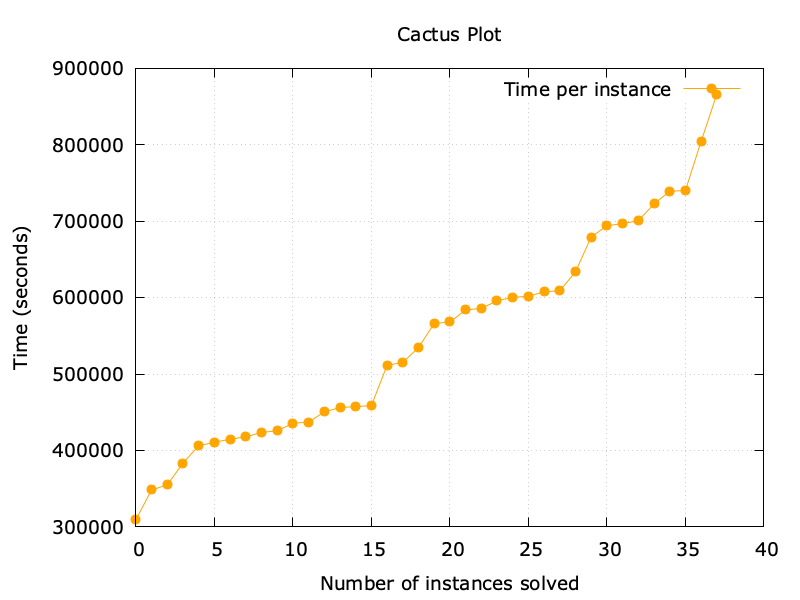 Cactus Plot
900000
Time per instance
800000
700000
600000
500000
400000
300000
Time (seconds)
0 5 10 15 20 25 30 35 40
Number of instances solved